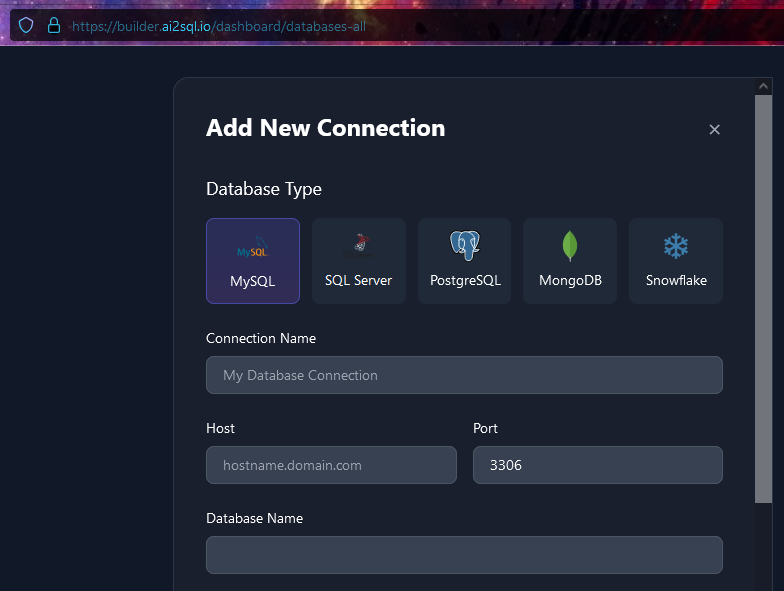 https://builder.ai2sql.io/dashboard/databases-all
Add New Connection
Database Type
MySQL
MySQL SQL Server PostgreSQL MongoDB Snowflake
Connection Name
My Database Connection
Host Port
hostname.domain.com 3306
Database Name